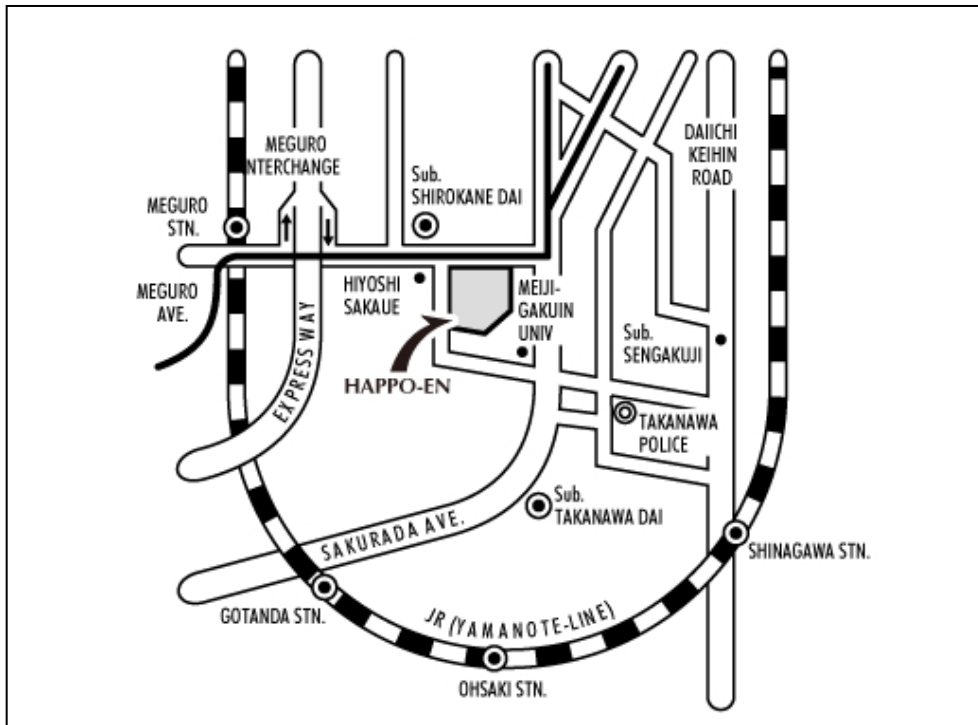 MEGURO
INTERCHANGE
DAIICHI
KEIHIN
ROAD
Sub.
SHIROKANE DAI
MEGURO
STN.
MEGURO
AVE.
HIYOSHI
SAKAUE
MEIJI-
GAKUIN
UNIV
EXPRESS WAY
Sub.
SENGAKUJI
HAPPO-EN
TAKANAWA
POLICE
Sub.
TAKANAWA DAI
SAKURADA AVE.
SHINAGAWA STN.
GOTANDA STN.
JR (YAMANOTE-LINE)
OHSAKI STN.